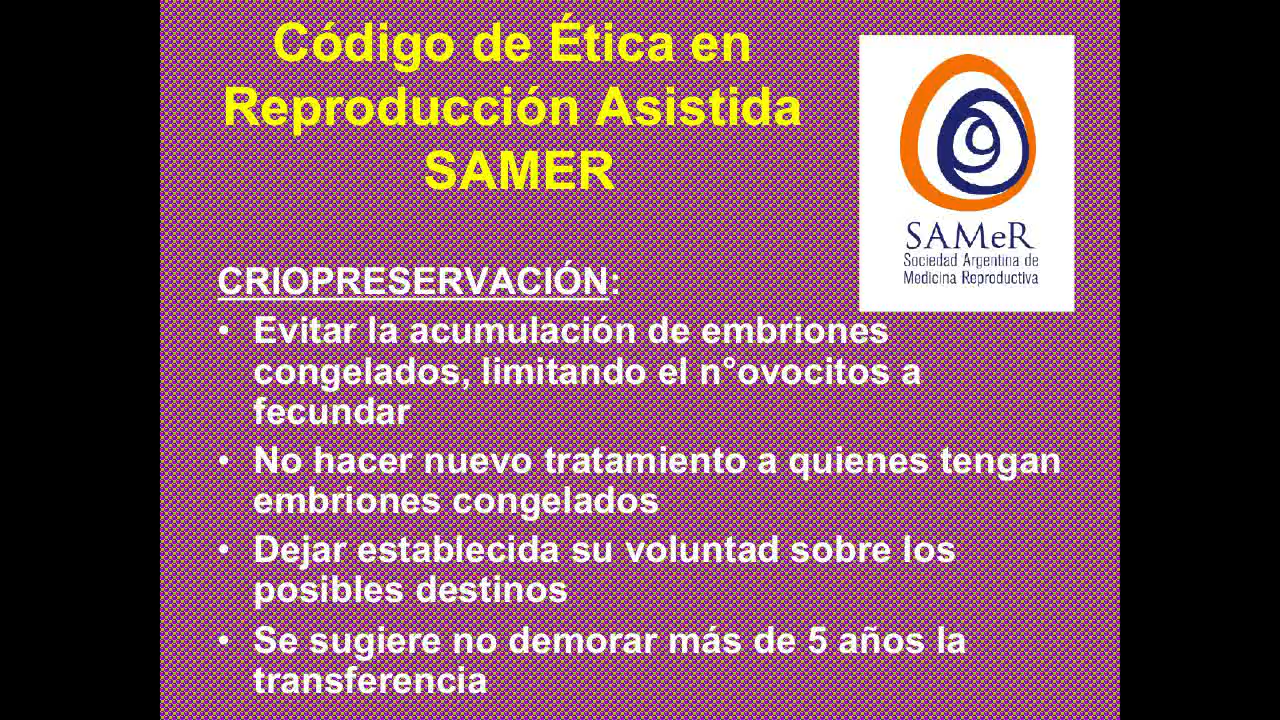 Código de Ética en
Reproducción Asistida
SAMER
SAMeR
Sociedad Argentina de
Medicina Reproductiva
CRIOPRESERVACIÓN:
• Evitar la acumulación de embriones
congelados, limitando el n°ovocitos a
fecundar
• No hacer nuevo tratamiento a quienes tengan
embriones congelados
• Dejar establecida su voluntad sobre los
posibles destinos
• Se sugiere no demorar más de 5 años la
transferencia